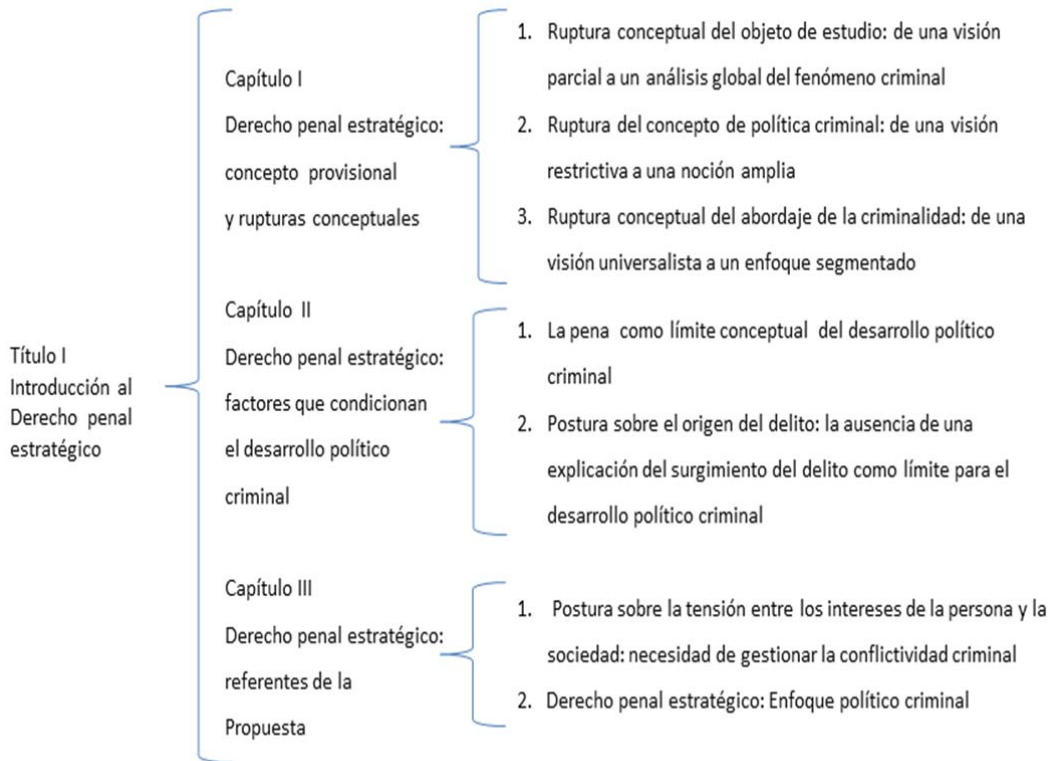 Título I
Introducción al
Derecho penal
estratégico
Capítulo I
Derecho penal estratégico:
concepto provisional
y rupturas conceptuales
1. Ruptura conceptual del objeto de estudio: de una visión
parcial a un análisis global del fenómeno criminal
2. Ruptura del concepto de política criminal: de una visión
restrictiva a una noción amplia
3. Ruptura conceptual del abordaje de la criminalidad: de una
visión universalista a un enfoque segmentado
Capítulo II
Derecho penal estratégico:
factores que condicionan
el desarrollo político
criminal
1. La pena como límite conceptual del desarrollo político
criminal
2. Postura sobre el origen del delito: la ausencia de una
explicación del surgimiento del delito como límite para el
desarrollo político criminal
Capítulo III
Derecho penal estratégico:
referentes de la
Propuesta
1. Postura sobre la tensión entre los intereses de la persona y la
sociedad: necesidad de gestionar la conflictividad criminal
2. Derecho penal estratégico: Enfoque político criminal